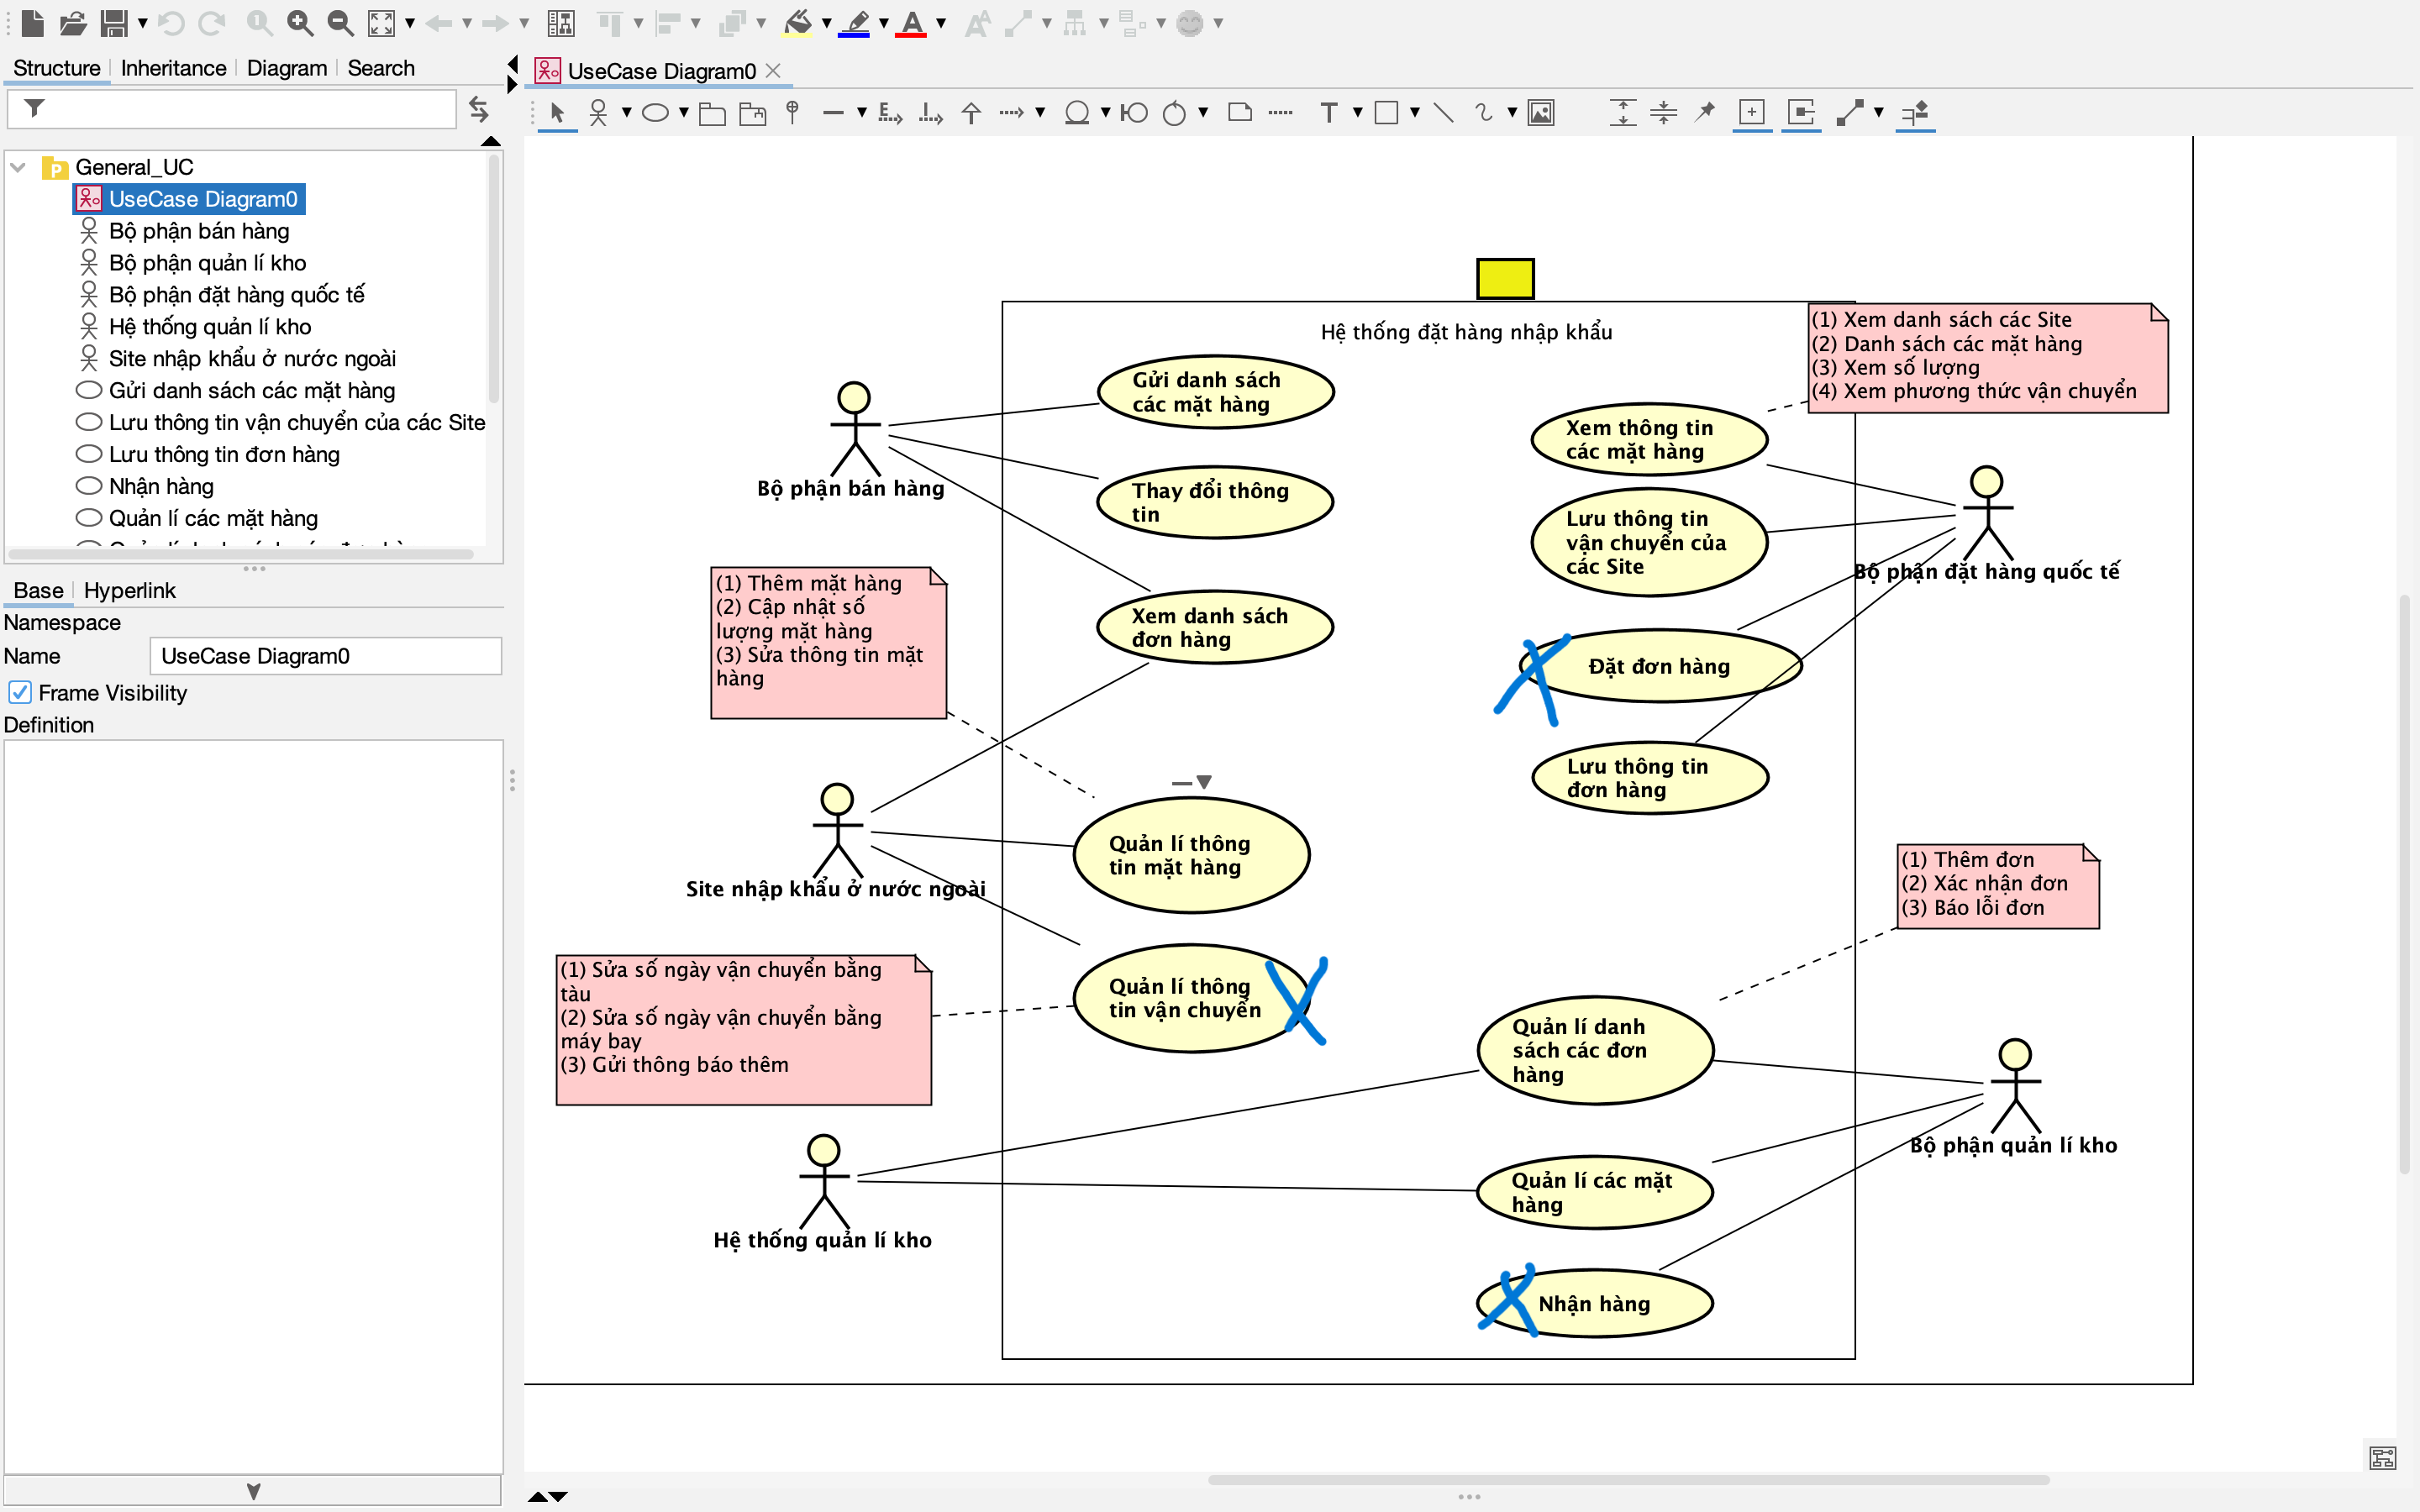 Structure
Inheritance
Diagram
Search
General_UC
UseCase Diagram0
Bộ phận bán hàng
Bộ phận quản lí kho
Bộ phận đặt hàng quốc tế
Hệ thống quản lí kho
Site nhập khẩu ở nước ngoài
Gửi danh sách các mặt hàng
Lưu thông tin vận chuyển của các Site
Lưu thông tin đơn hàng
Nhận hàng
Quản lí các mặt hàng
Base
Hyperlink
Namespace
Name
UseCase Diagram0
Frame Visibility
Definition
UseCase Diagram0
Hệ thống đặt hàng nhập khẩu
(1) Xem danh sách các Site
(2) Danh sách các mặt hàng
(3) Xem số lượng
(4) Xem phương thức vận chuyển
Gửi danh sách
các mặt hàng
Xem thông tin
các mặt hàng
Bộ phận bán hàng
Thay đổi thông
tin
Lưu thông tin
vận chuyển của
các Site
Bộ phận đặt hàng quốc tế
(1) Thêm mặt hàng
(2) Cập nhật số
lượng mặt hàng
(3) Sửa thông tin mặt
hàng
Xem danh sách
đơn hàng
Đặt đơn hàng
Lưu thông tin
đơn hàng
Quản lí thông
tin mặt hàng
Site nhập khẩu ở nước ngoài
(1) Thêm đơn
(2) Xác nhận đơn
(3) Báo lỗi đơn
(1) Sửa số ngày vận chuyển bằng
tàu
(2) Sửa số ngày vận chuyển bằng
máy bay
(3) Gửi thông báo thêm
Quản lí thông
tin vận chuyển
Quản lí danh
sách các đơn
hàng
Bộ phận quản lí kho
Quản lí các mặt
hàng
Hệ thống quản lí kho
Nhận hàng